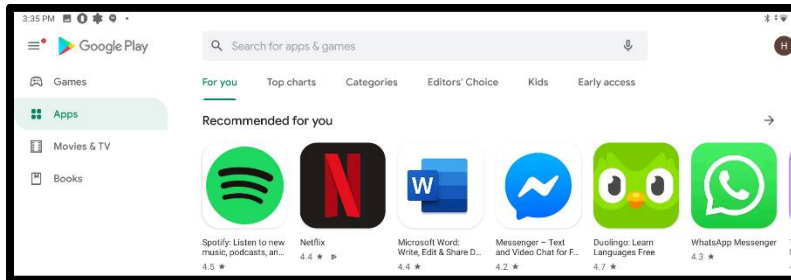 3:35 PM
Google Play
Search for apps & games
H
Games
Apps
Movies & TV
Books
For you Top charts Categories Editors' Choice Kids Early access
Recommended for you
W
Spotify: Listen to new
music, podcasts, an...
4.5 ★
Netflix
4.4 ★
Microsoft Word:
Write, Edit & Share D...
4.4 ★
Messenger – Text
and Video Chat for F...
4.2 ★
Duolingo: Learn
Languages Free
4.7 ★
WhatsApp Messenger
4.3 ★